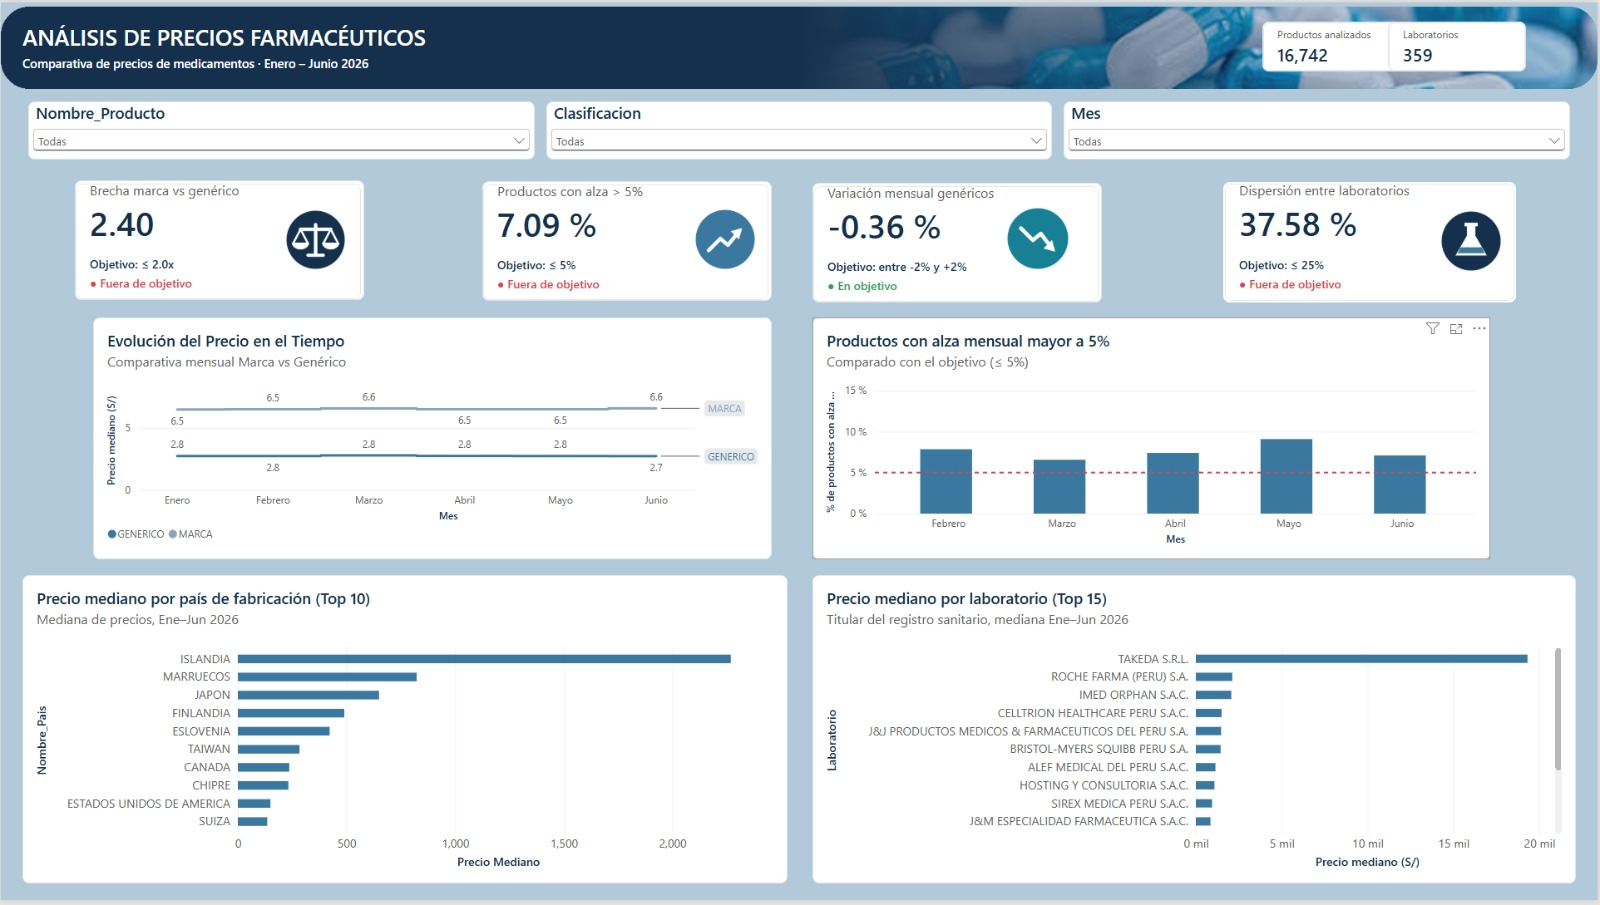 ANÁLISIS DE PRECIOS FARMACÉUTICOS
Comparativa de precios de medicamentos · Enero – Junio 2026
Productos analizados
16,742
Laboratorios
359
Nombre_Producto
Todas
Clasificacion
Todas
Mes
Todas
Brecha marca vs genérico
2.40
Objetivo: ≤ 2.0x
● Fuera de objetivo
Productos con alza > 5%
7.09 %
Objetivo: ≤ 5%
● Fuera de objetivo
Variación mensual genéricos
-0.36 %
Objetivo: entre -2% y +2%
● En objetivo
Dispersión entre laboratorios
37.58 %
Objetivo: ≤ 25%
● Fuera de objetivo
Evolución del Precio en el Tiempo
Comparativa mensual Marca vs Genérico
Precio mediano (S/)
5
0
6.5
6.5
6.6
6.5
6.5
6.6
MARCA
2.8
2.8
2.8
2.8
2.8
2.7
GENERICO
Enero
Febrero
Marzo
Abril
Mayo
Junio
Mes
GENERICO
MARCA
Productos con alza mensual mayor a 5%
Comparado con el objetivo (≤ 5%)
% de productos con alza ...
15 %
10 %
5 %
0 %
Febrero
Marzo
Abril
Mayo
Junio
Mes
Precio mediano por país de fabricación (Top 10)
Mediana de precios, Ene–Jun 2026
Nombre_Pais
ISLANDIA
MARRUECOS
JAPON
FINLANDIA
ESLOVENIA
TAIWAN
CANADA
CHIPRE
ESTADOS UNIDOS DE AMERICA
SUIZA
0
500
1,000
1,500
2,000
Precio Mediano
Precio mediano por laboratorio (Top 15)
Titular del registro sanitario, mediana Ene–Jun 2026
Laboratorio
TAKEDA S.R.L.
ROCHE FARMA (PERU) S.A.
IMED ORPHAN S.A.C.
CELLTRION HEALTHCARE PERU S.A.C.
J&J PRODUCTOS MEDICOS & FARMACEUTICOS DEL PERU S.A.
BRISTOL-MYERS SQUIBB PERU S.A.
ALEF MEDICAL DEL PERU S.A.C.
HOSTING Y CONSULTORIA S.A.C.
SIREX MEDICA PERU S.A.C.
J&M ESPECIALIDAD FARMACEUTICA S.A.C.
0 mil
5 mil
10 mil
15 mil
20 mil
Precio mediano (S/)